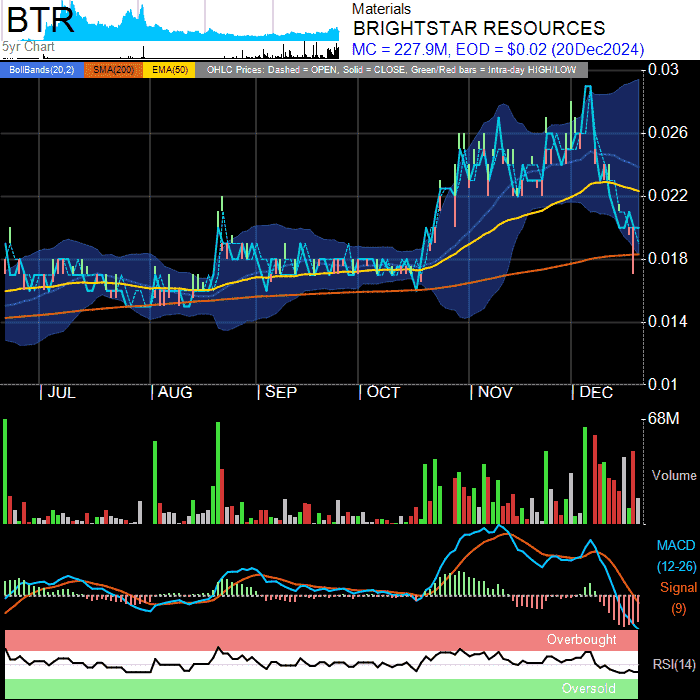 BTR
5yr Chart
Materials
BRIGHTSTAR RESOURCES
MC = 227.9M, EOD = $0.02 (20Dec2024)
BollBands(20,2) SMA(200) EMA(50) OHLC Prices: Dashed = OPEN, Solid = CLOSE, Green/Red bars = Intra-day HIGH/LOW
0.03
0.026
0.022
0.018
0.014
0.01
JUL AUG SEP OCT NOV DEC
68M
Volume
MACD
(12-26)
Signal
(9)
Overbought
RSI(14)
Oversold